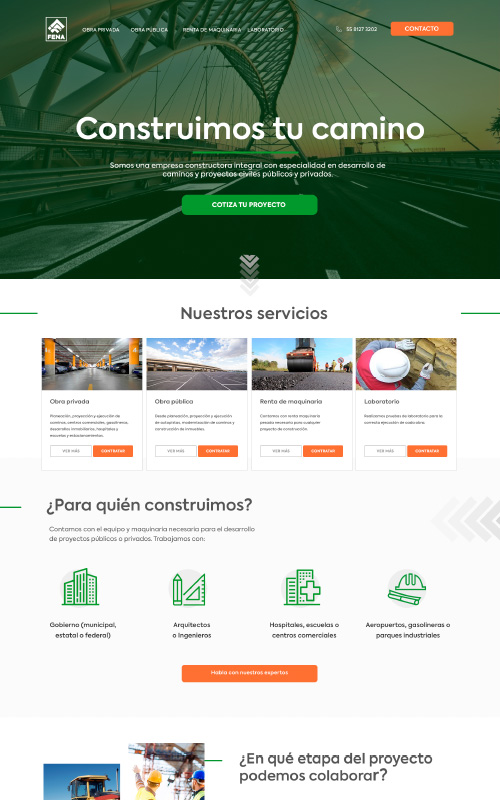 FENA
OBRA PRIVADA
OBRA PÚBLICA
RENTA DE MAQUINARIA
LABORATORIO
55 8127 3202
CONTACTO
Construimos tu camino
Somos una empresa constructora integral con especialidad en desarrollo de
caminos y proyectos civiles públicos y privados.
COTIZA TU PROYECTO
Nuestros servicios
Obra privada
Planeación, proyección y ejecución de
caminos, centros comerciales, gasolineras,
desarrollos inmobiliarios, hospitales y
escuelas y estacionamientos.
VER MÁS
CONTRATAR
Obra pública
Desde planeación, proyección y ejecución
de autopistas, modernización de caminos y
construcción de inmuebles.
VER MÁS
CONTRATAR
Renta de maquinaria
Contamos con renta maquinaria
pesada necesaria para cualquier
proyecto de construcción
VER MÁS
CONTRATAR
Laboratorio
Realizamos pruebas de laboratorio para la
correcta ejecución de cada obra.
VER MÁS
CONTRATAR
¿Para quién construimos?
Contamos con el equipo y maquinaria necesaria para el desarrollo
de proyectos públicos o privados. Trabajamos con:
Gobierno (municipal,
estatal o federal)
Arquitectos
o Ingenieros
Hospitales, escuelas o
centros comerciales
Aeropuertos, gasolineras o
parques industriales
Habla con nuestros expertos
¿En qué etapa del proyecto
podemos colaborar?